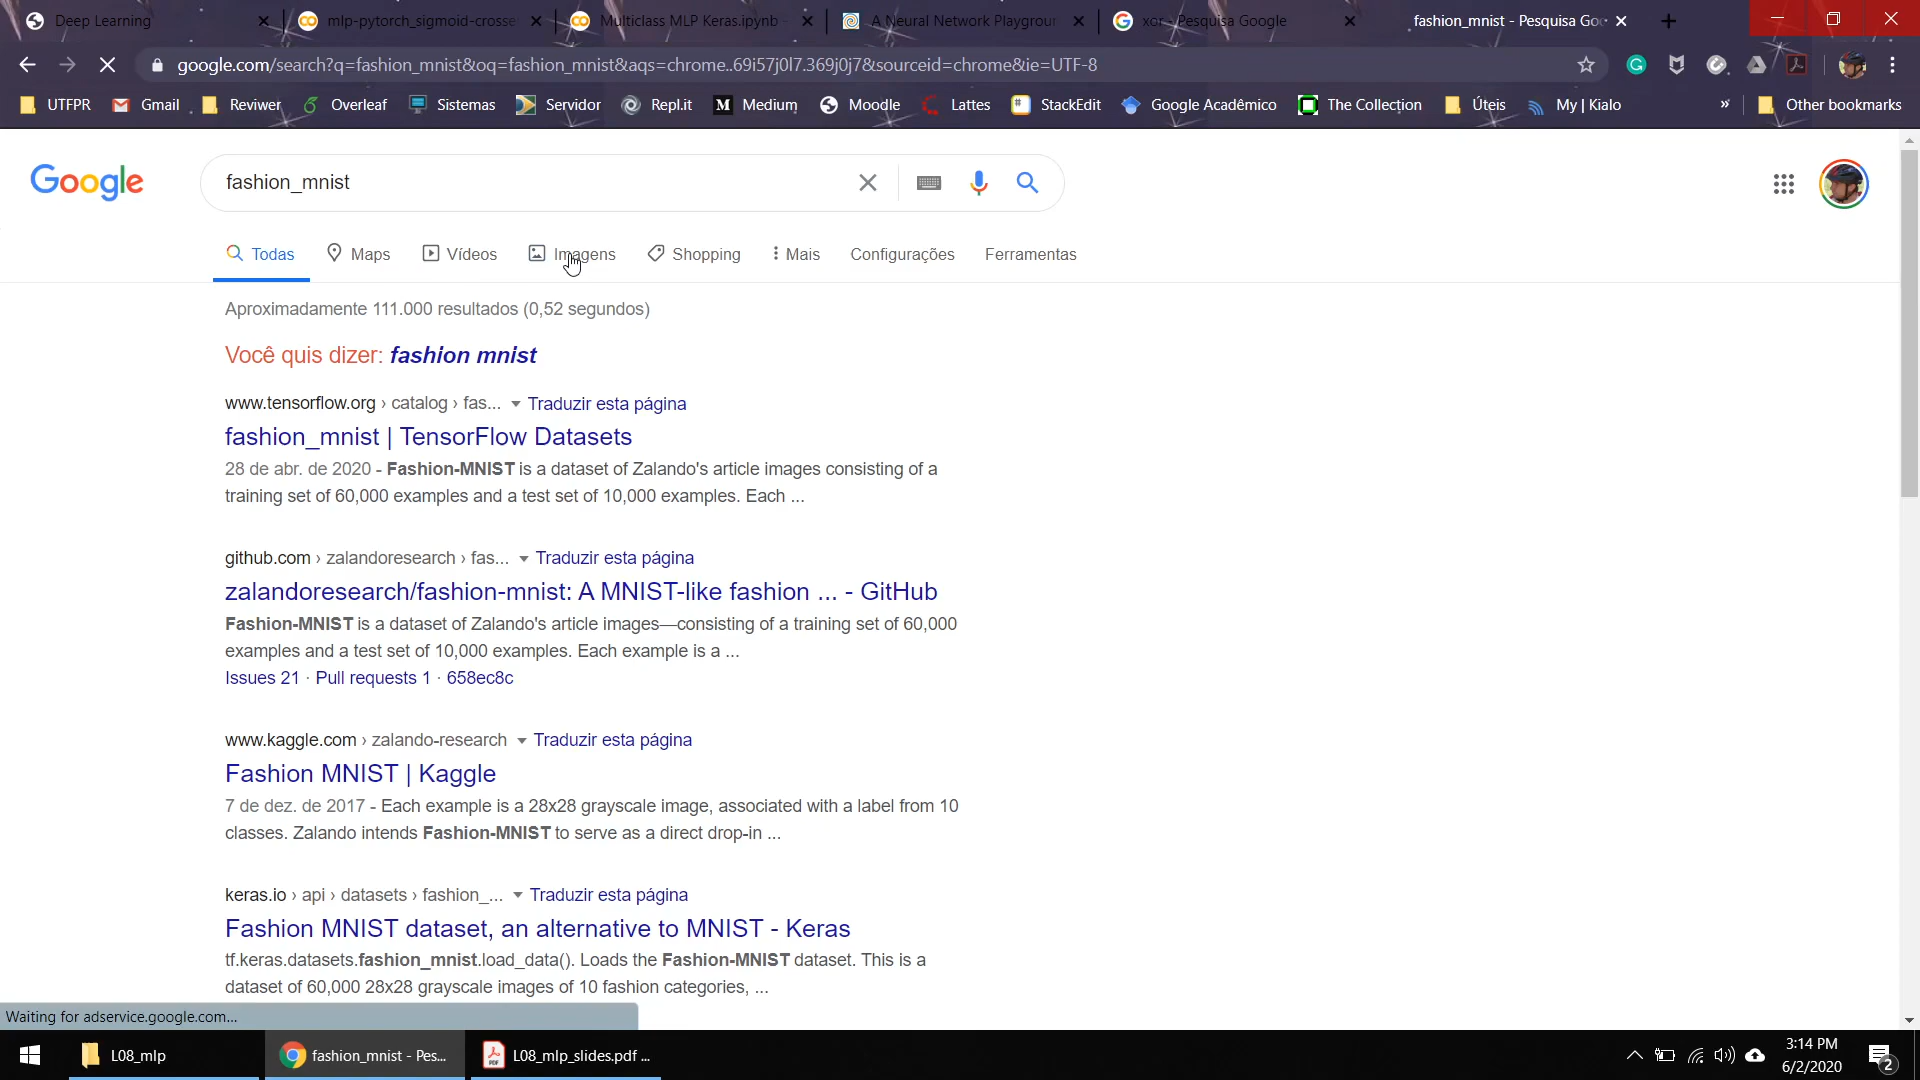 Deep Learning
mlp-pytorch_sigmoid-crosse
Multiclass MLP Keras.ipynb -
A Neural Network Playgroun
xor - Pesquisa Google
fashion_mnist - Pesquisa Goo
google.com/search?q=fashion_mnist&oq=fashion_mnist&aqs=chrome..69i57j0l7.369j0j7&sourceid=chrome&ie=UTF-8
UTFPR
Gmail
Reviwer
Overleaf
Sistemas
Servidor
Repl.it
Medium
Moodle
Lattes
StackEdit
Google Acadêmico
The Collection
Úteis
My | Kialo
»
Other bookmarks
Google
fashion_mnist
Todas
Maps
Vídeos
Imagens
Shopping
Mais
Configurações
Ferramentas
Aproximadamente 111.000 resultados (0,52 segundos)
Você quis dizer: fashion mnist
www.tensorflow.org › catalog › fas... Traduzir esta página
fashion_mnist | TensorFlow Datasets
28 de abr. de 2020 - Fashion-MNIST is a dataset of Zalando's article images consisting of a
training set of 60,000 examples and a test set of 10,000 examples. Each ...
github.com › zalandoresearch › fas... Traduzir esta página
zalandoresearch/fashion-mnist: A MNIST-like fashion ... - GitHub
Fashion-MNIST is a dataset of Zalando's article images—consisting of a training set of 60,000
examples and a test set of 10,000 examples. Each example is a ...
Issues 21 · Pull requests 1 · 658ec8c
www.kaggle.com › zalando-research Traduzir esta página
Fashion MNIST | Kaggle
7 de dez. de 2017 - Each example is a 28x28 grayscale image, associated with a label from 10
classes. Zalando intends Fashion-MNIST to serve as a direct drop-in ...
keras.io › api › datasets › fashion_... Traduzir esta página
Fashion MNIST dataset, an alternative to MNIST - Keras
tf.keras.datasets.fashion_mnist.load_data(). Loads the Fashion-MNIST dataset. This is a
dataset of 60,000 28x28 grayscale images of 10 fashion categories, ...
Waiting for adservice.google.com...
L08_mlp
fashion_mnist - Pes...
L08_mlp_slides.pdf ...
3:14 PM
6/2/2020
2